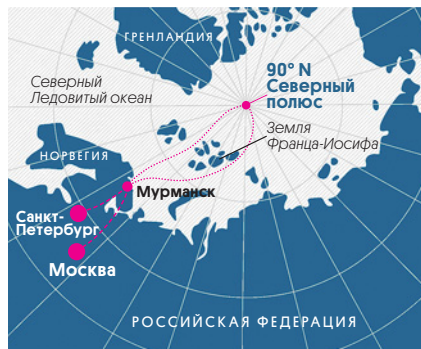 ГРЕНЛАНДИЯ
90° N
Северный
полюс
Северный
Ледовитый океан
Земля
Франца-Иосифа
НОРВЕГИЯ
Мурманск
Санкт-
Петербург
Москва
РОССИЙСКАЯ ФЕДЕРАЦИЯ